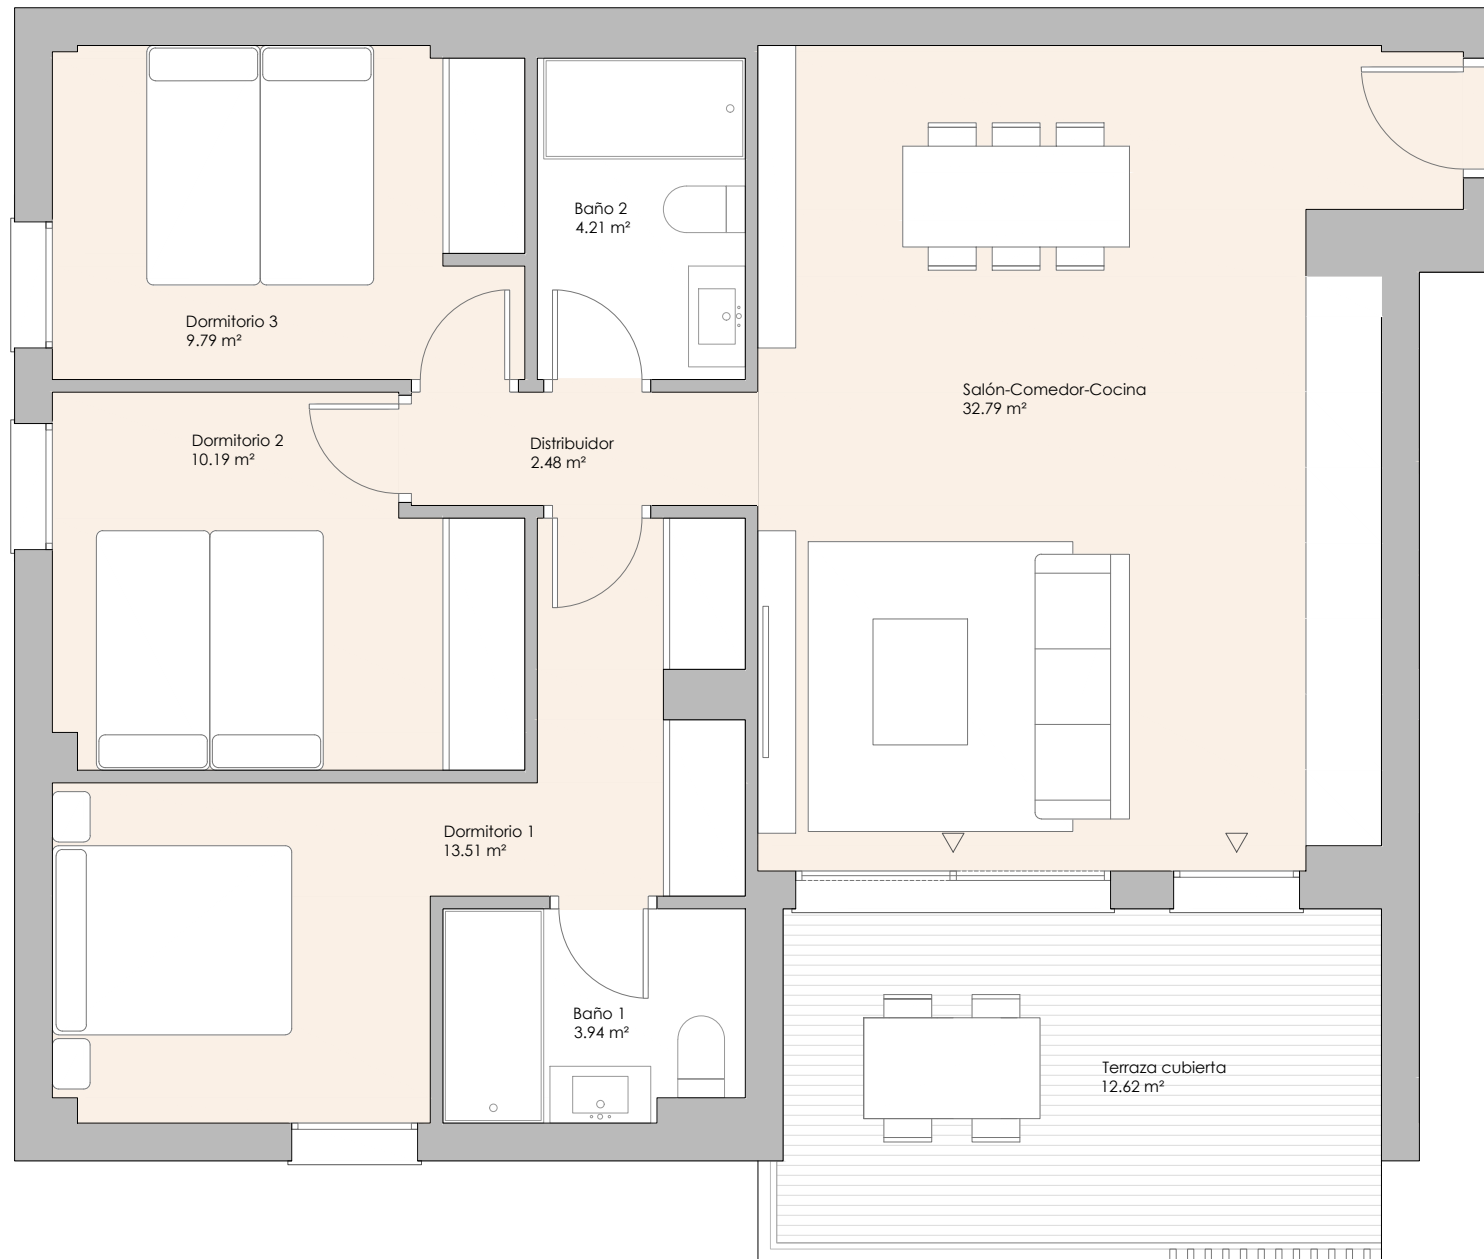 Dormitorio 3
9.79 m²
Baño 2
4.21 m²
Salón-Comedor-Cocina
32.79 m²
Dormitorio 2
10.19 m²
Distribuidor
2.48 m²
Dormitorio 1
13.51 m²
Baño 1
3.94 m²
Terraza cubierta
12.62 m²